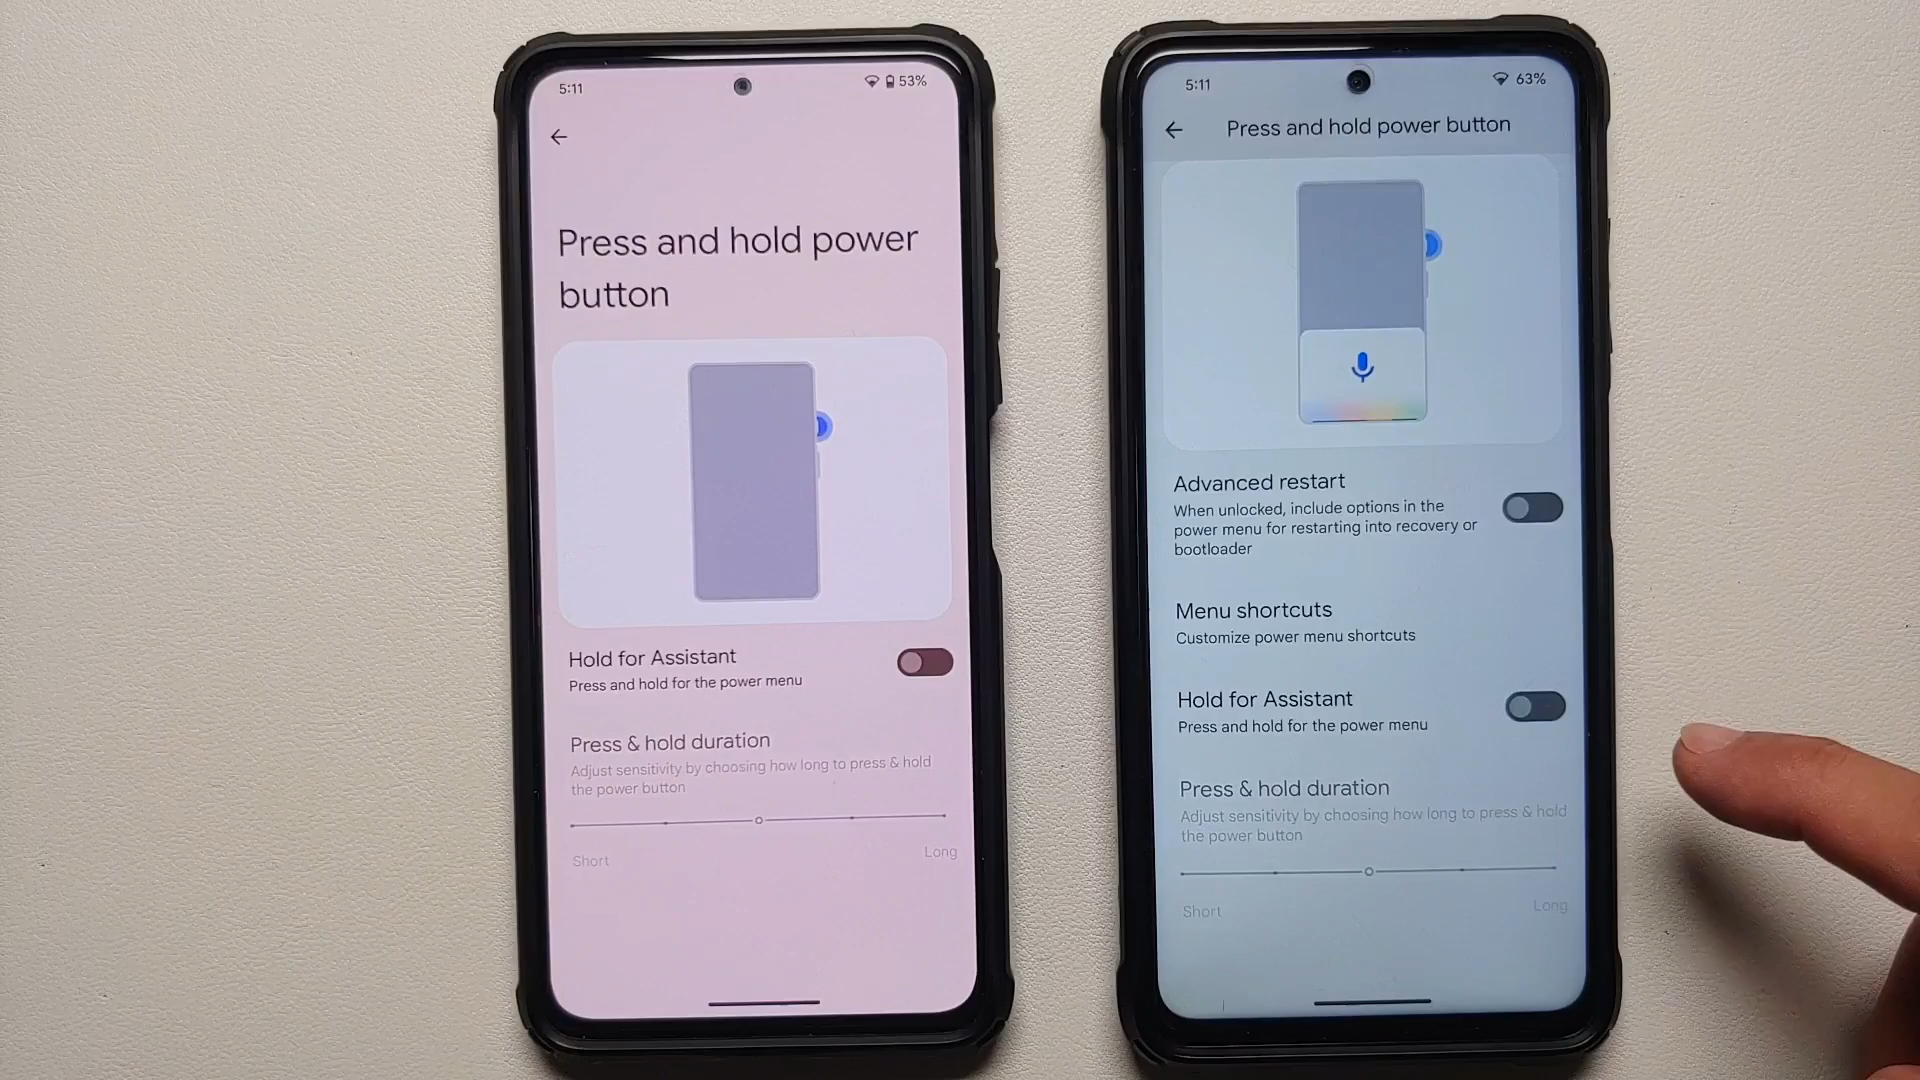 5:11
53%
Press and hold power
button
Hold for Assistant
Press and hold for the power menu
Press & hold duration
Adjust sensitivity by choosing how long to press & hold
the power button
Short
Long
5:11
63%
Press and hold power button
Advanced restart
When unlocked, include options in the
power menu for restarting into recovery or
bootloader
Menu shortcuts
Customize power menu shortcuts
Hold for Assistant
Press and hold for the power menu
Press & hold duration
Adjust sensitivity by choosing how long to press & hold
the power button
Short
Long